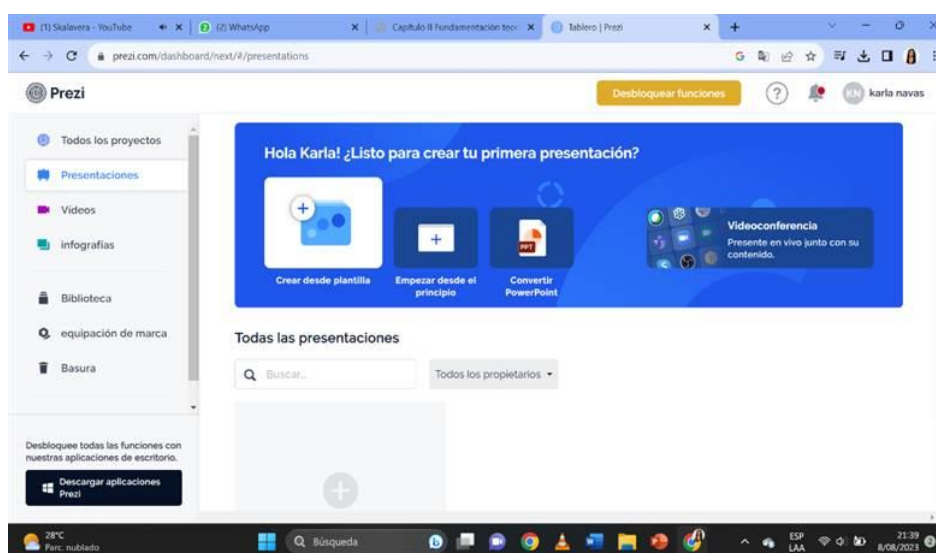 (1) Skalavera - YouTube
(2) WhatsApp
Capítulo II Fundamentación teor
Tablero | Prezi
prezi.com/dashboard/next/#/presentations
Prezi
Desbloquear funciones
?
KN
karla navas
Todos los proyectos
Presentaciones
Vídeos
infografías
Biblioteca
equipación de marca
Basura
Desbloquee todas las funciones con
nuestras aplicaciones de escritorio.
Descargar aplicaciones
Prezi
Hola Karla! ¿Listo para crear tu primera presentación?
Crear desde plantilla
Empezar desde el
principio
PPT
Convertir
PowerPoint
Videoconferencia
Presente en vivo junto con su
contenido.
Todas las presentaciones
Buscar...
Todos los propietarios
28°C
Parc. nublado
Búsqueda
ESP
LAA
21:39
8/08/2023